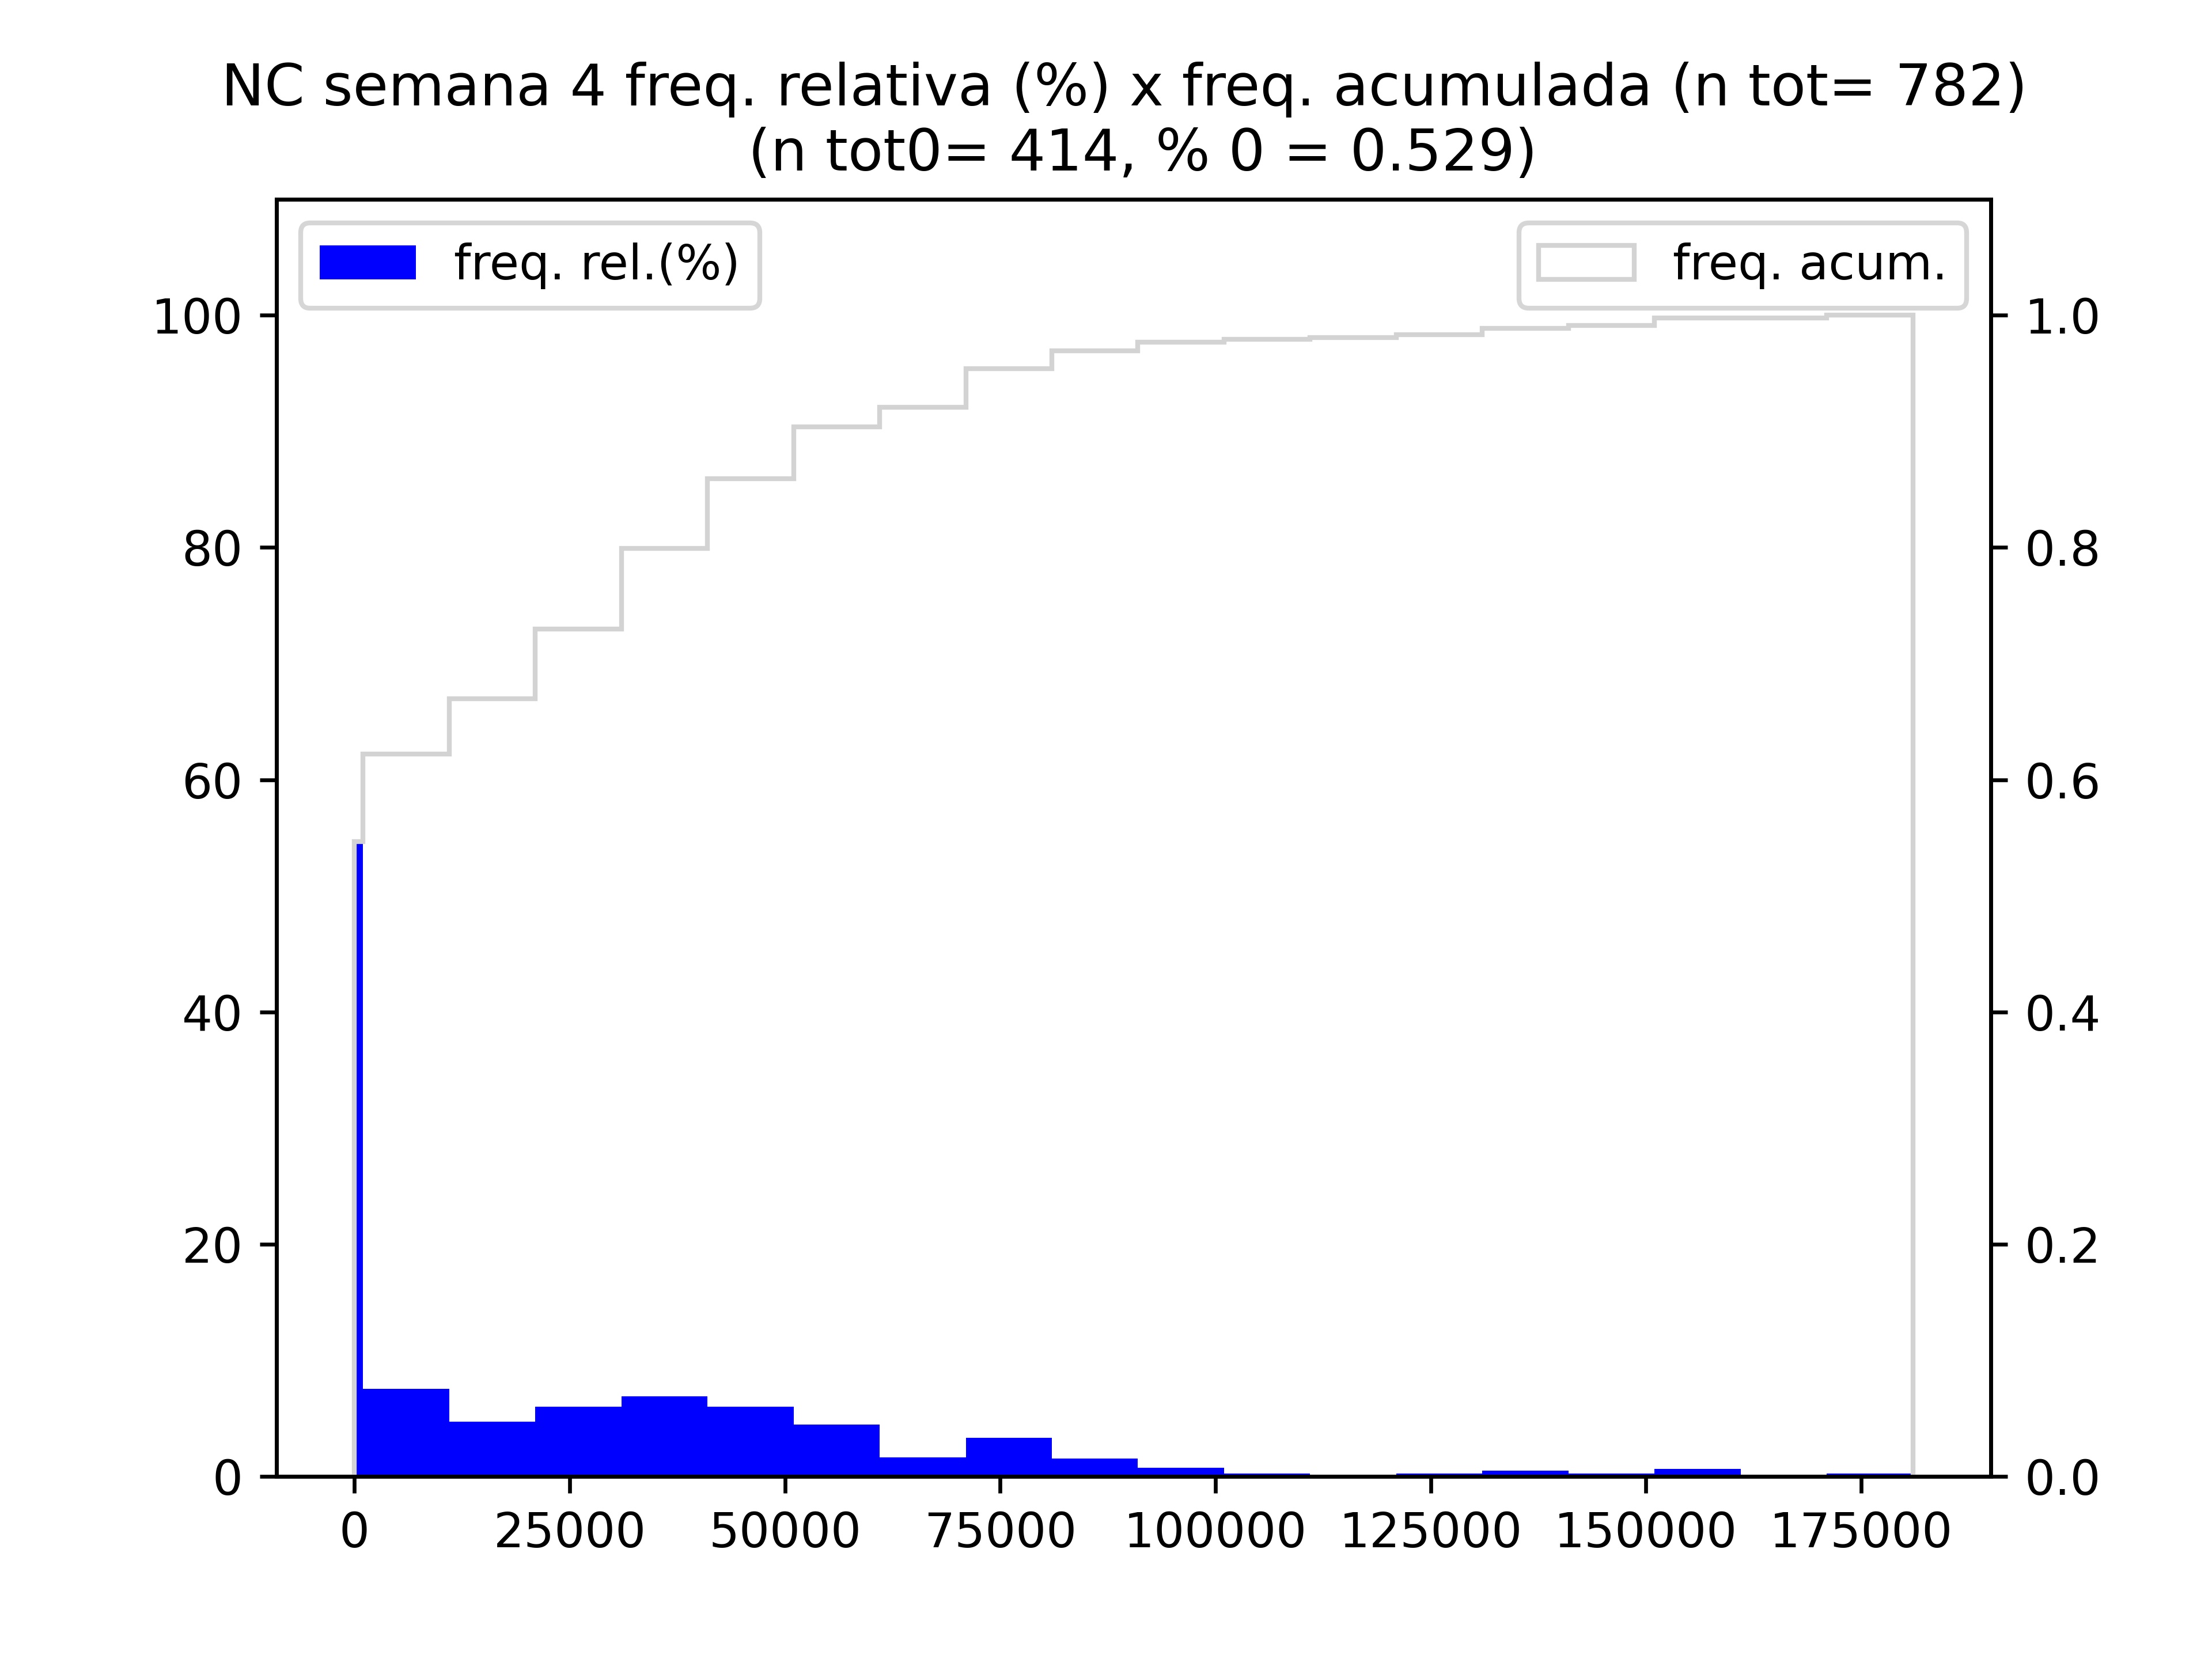 NC semana 4 freq. relativa (%) x freq. acumulada (n tot= 782)
(n tot0= 414, % 0 = 0.529)
freq. rel.(%)
freq. acum.
100
80
60
40
20
0
1.0
0.8
0.6
0.4
0.2
0.0
0 25000 50000 75000 100000 125000 150000 175000